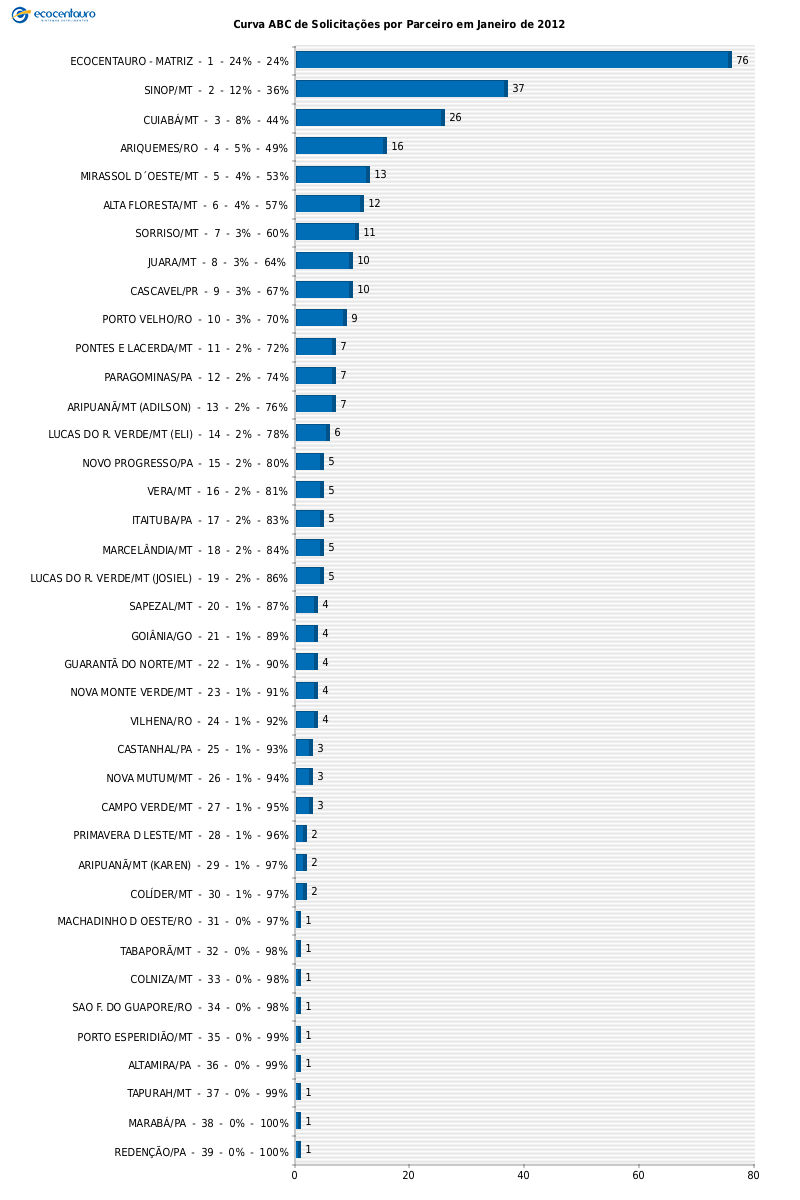 ecocentauro
Curva ABC de Solicitações por Parceiro em Janeiro de 2012
ECOCENTAURO - MATRIZ - 1 - 24% - 24% 76
SINOP/MT - 2 - 12% - 36% 37
CUIABÁ/MT - 3 - 8% - 44% 26
ARIQUEMES/RO - 4 - 5% - 49% 16
MIRASSOL D´OESTE/MT - 5 - 4% - 53% 13
ALTA FLORESTA/MT - 6 - 4% - 57% 12
SORRISO/MT - 7 - 3% - 60% 11
JUARA/MT - 8 - 3% - 64% 10
CASCAVEL/PR - 9 - 3% - 67% 10
PORTO VELHO/RO - 10 - 3% - 70% 9
PONTES E LACERDA/MT - 11 - 2% - 72% 7
PARAGOMINAS/PA - 12 - 2% - 74% 7
ARIPUANÃ/MT (ADILSON) - 13 - 2% - 76% 7
LUCAS DO R. VERDE/MT (ELI) - 14 - 2% - 78% 6
NOVO PROGRESSO/PA - 15 - 2% - 80% 5
VERA/MT - 16 - 2% - 81% 5
ITAITUBA/PA - 17 - 2% - 83% 5
MARCELÂNDIA/MT - 18 - 2% - 84% 5
LUCAS DO R. VERDE/MT (JOSIEL) - 19 - 2% - 86% 5
SAPEZAL/MT - 20 - 1% - 87% 4
GOIÂNIA/GO - 21 - 1% - 89% 4
GUARANTÃ DO NORTE/MT - 22 - 1% - 90% 4
NOVA MONTE VERDE/MT - 23 - 1% - 91% 4
VILHENA/RO - 24 - 1% - 92% 4
CASTANHAL/PA - 25 - 1% - 93% 3
NOVA MUTUM/MT - 26 - 1% - 94% 3
CAMPO VERDE/MT - 27 - 1% - 95% 3
PRIMAVERA D LESTE/MT - 28 - 1% - 96% 2
ARIPUANÃ/MT (KAREN) - 29 - 1% - 97% 2
COLÍDER/MT - 30 - 1% - 97% 2
MACHADINHO D OESTE/RO - 31 - 0% - 97% 1
TABAPORÃ/MT - 32 - 0% - 98% 1
COLNIZA/MT - 33 - 0% - 98% 1
SAO F. DO GUAPORE/RO - 34 - 0% - 98% 1
PORTO ESPERIDIÃO/MT - 35 - 0% - 99% 1
ALTAMIRA/PA - 36 - 0% - 99% 1
TAPURAH/MT - 37 - 0% - 99% 1
MARABÁ/PA - 38 - 0% - 100% 1
REDENÇÃO/PA - 39 - 0% - 100% 1
0 20 40 60 80